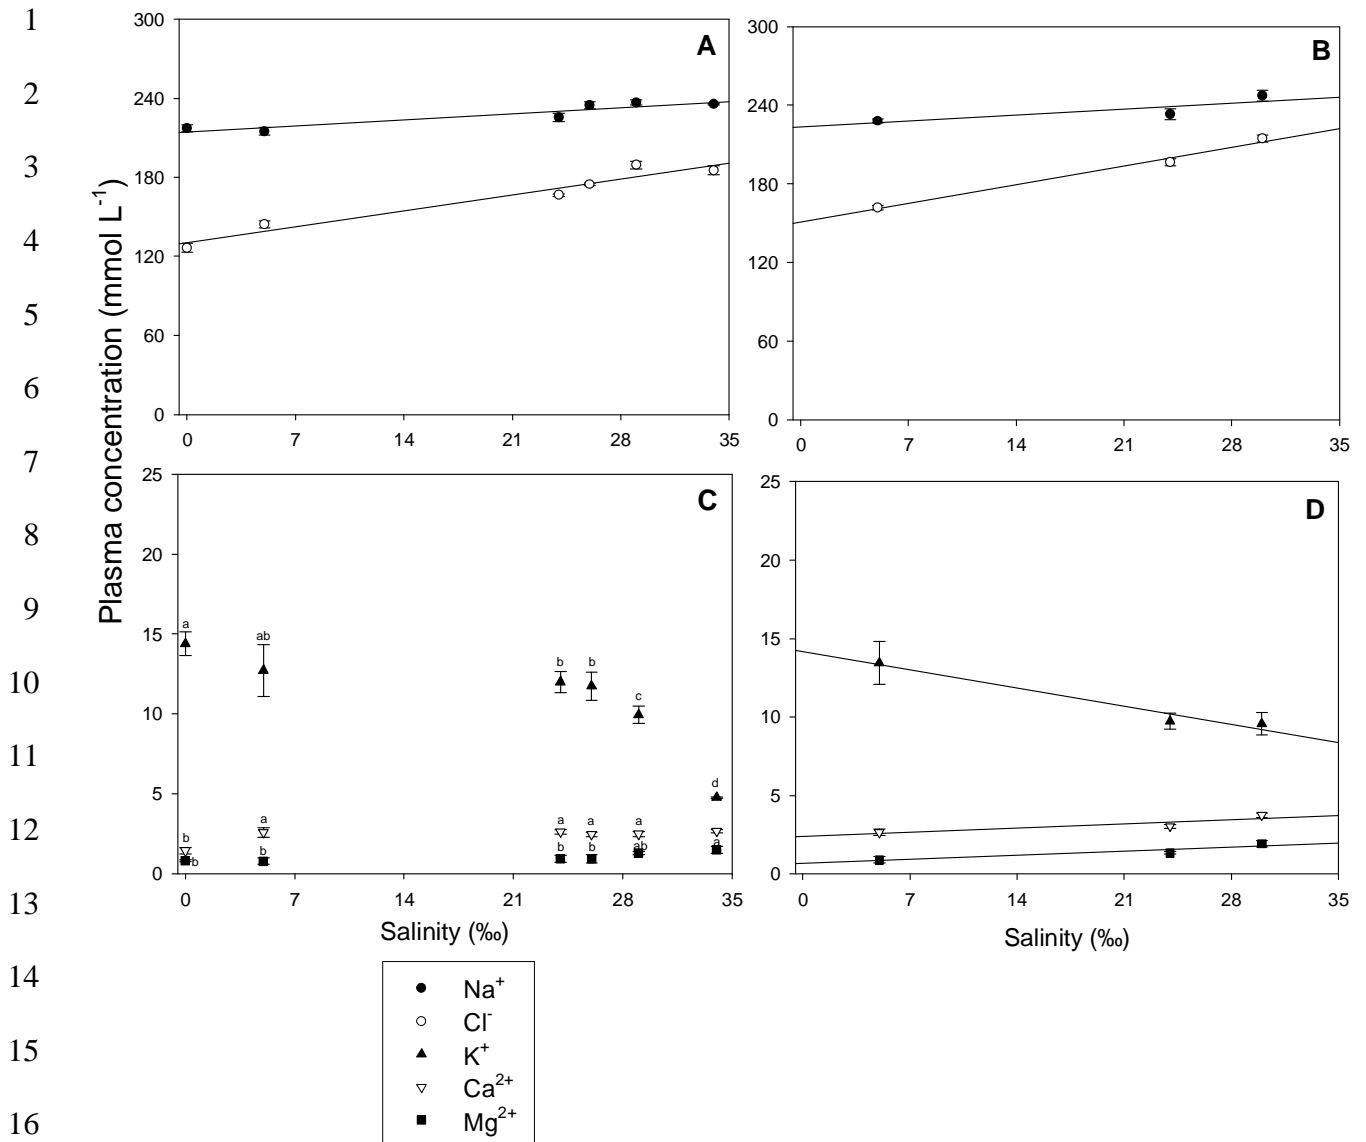 1
2
3
4
5
6
7
8
9
10
11
12
13
14
15
16
Plasma concentration (mmol L⁻¹)
A
300
240
180
120
60
0
0 7 14 21 28 35
B
300
240
180
120
60
0
0 7 14 21 28 35
C
25
20
15
10
5
0
a ab b b c d
b a a a a
b b b b ab a
0 7 14 21 28 35
Salinity (‰)
D
25
20
15
10
5
0
0 7 14 21 28 35
Salinity (‰)
Na⁺
Cl⁻
K⁺
Ca²⁺
Mg²⁺